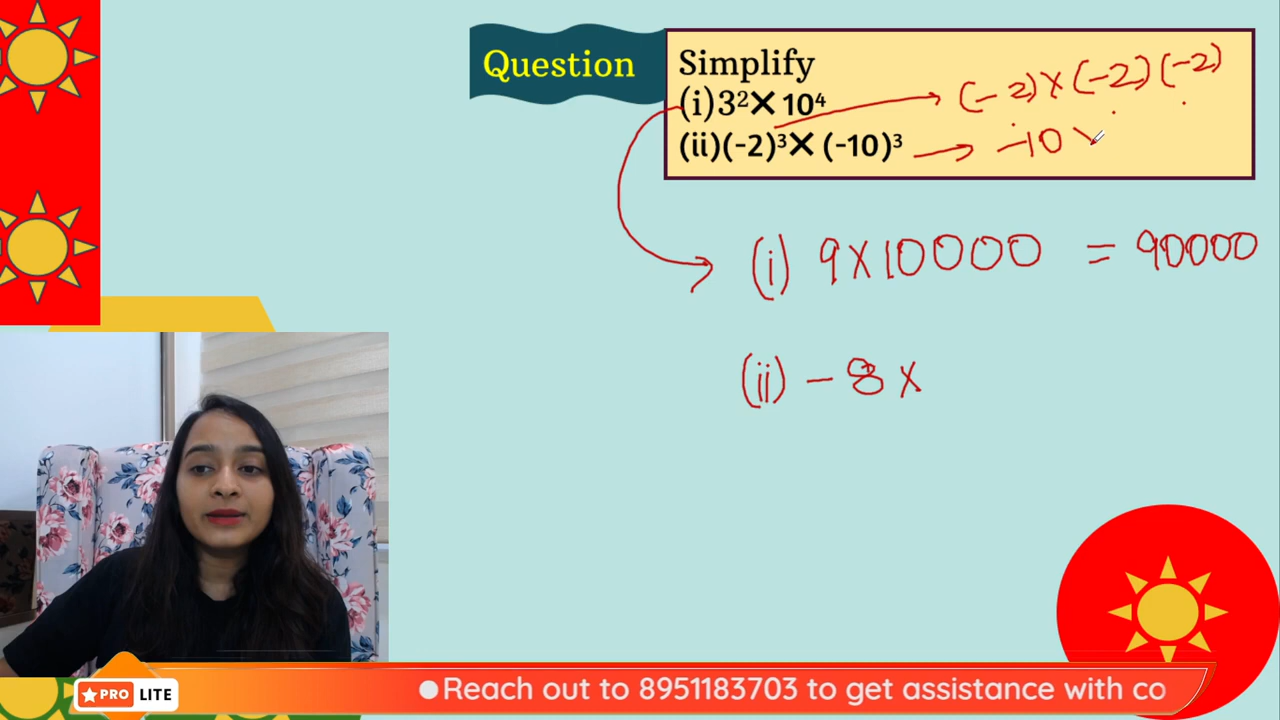 Question
Simplify
(i)3²✕ 10⁴
(ii)(-2)³✕ (-10)³
(-2)×(-2)(-2)
-10 ×
(i) 9×10000 = 90000
(ii) -8 ×
PRO LITE
Reach out to 8951183703 to get assistance with co